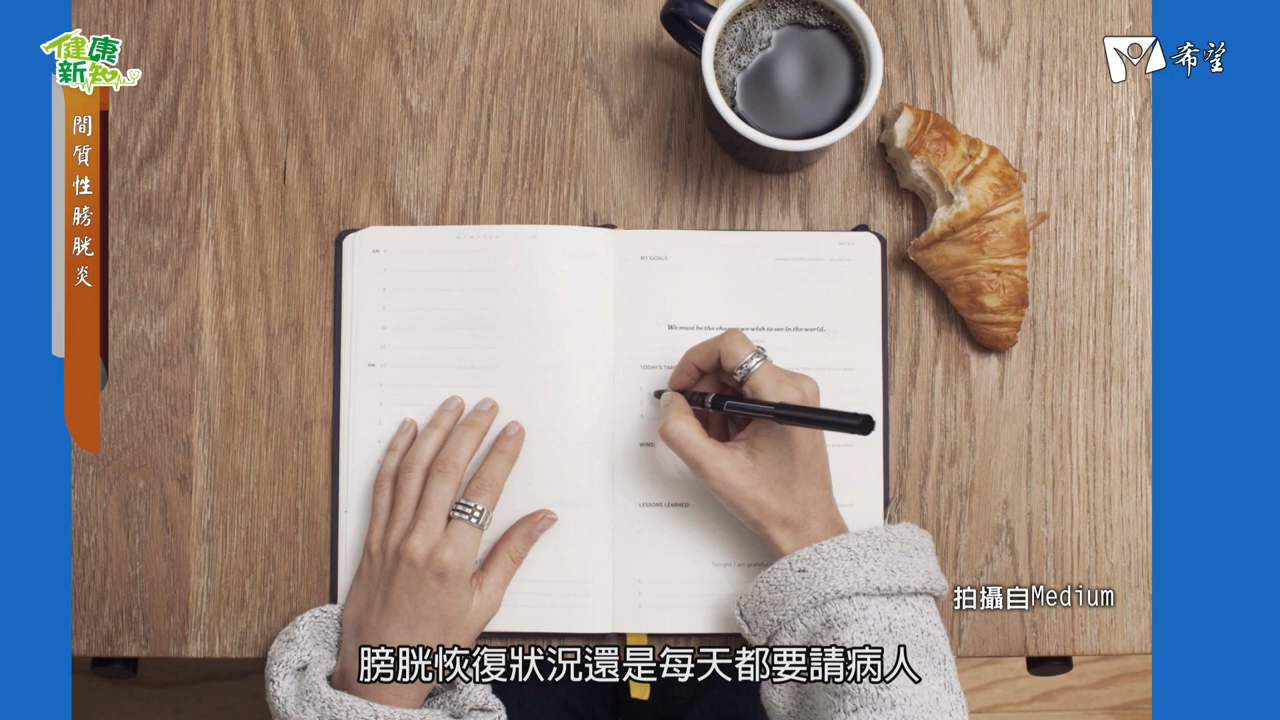 健康
新知
希望
間質性膀胱炎
AM
PM
MY GOALS
We must be the change we wish to see in the world.
WINS:
LESSONS LEARNED:
拍攝自Medium
膀胱恢復狀況還是每天都要請病人